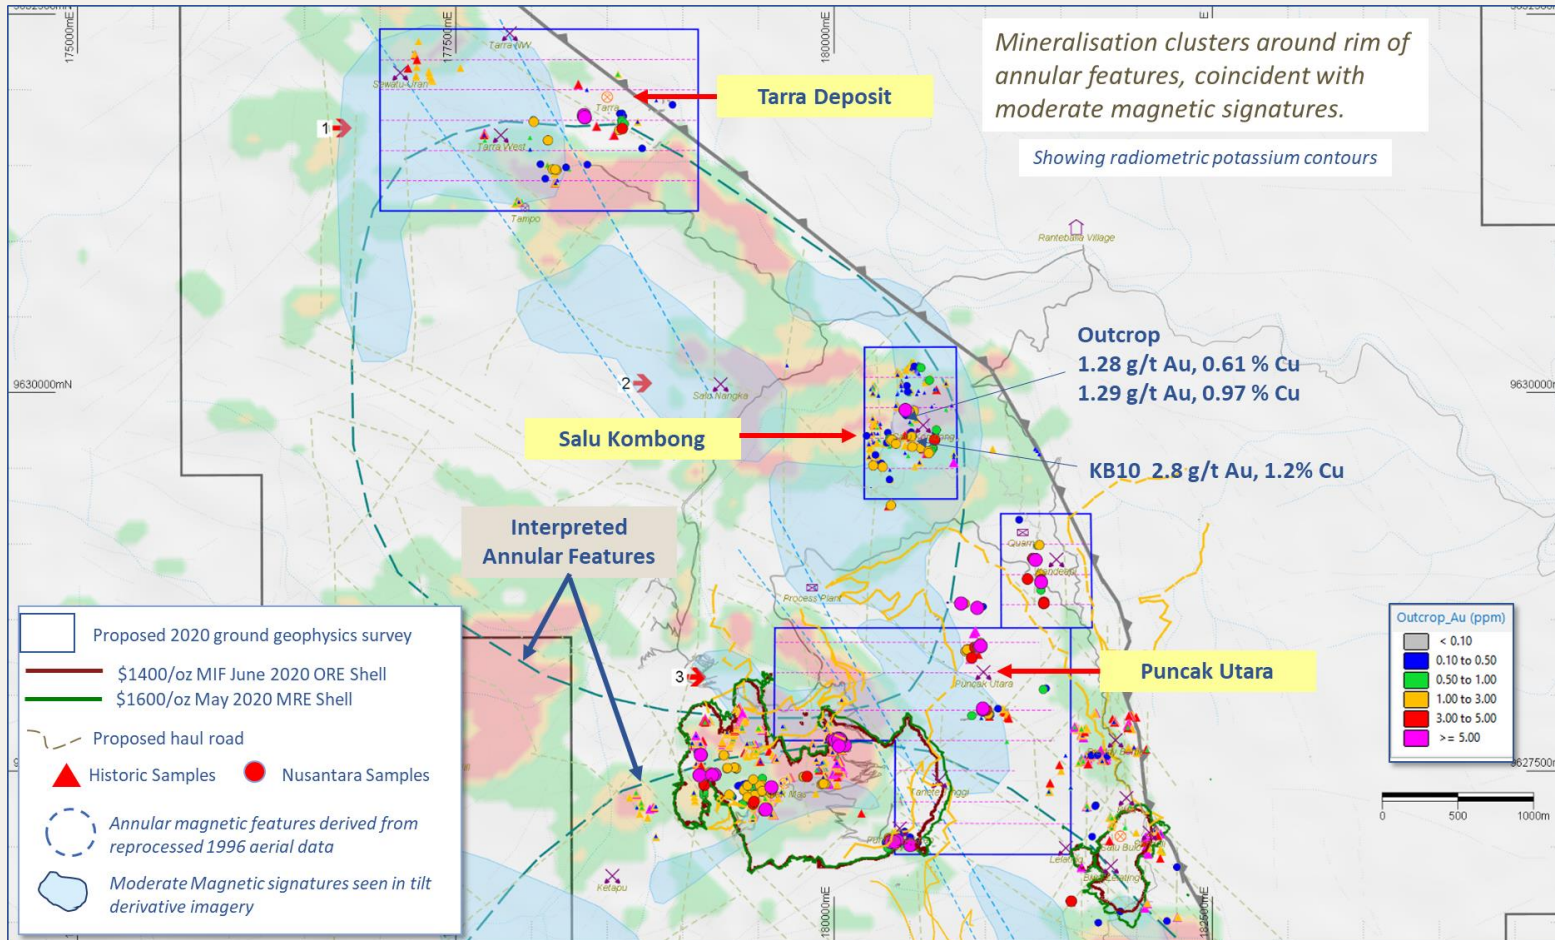 175000mE
177500mE
180000mE
Tarra NW
Sewatu-Uran
Tarra
Tarra West
Tampo
1
Tarra Deposit
Mineralisation clusters around rim of
annular features, coincident with
moderate magnetic signatures.
Showing radiometric potassium contours
Rantebala Village
Outcrop
1.28 g/t Au, 0.61 % Cu
1.29 g/t Au, 0.97 % Cu
9630000mN
2
Salu Nangka
Salu Kombong
KB10 2.8 g/t Au, 1.2% Cu
Interpreted
Annular Features
Process Plant
3
Puncak Utara
Puncak Utara
Proposed 2020 ground geophysics survey
$1400/oz MIF June 2020 ORE Shell
$1600/oz May 2020 MRE Shell
Proposed haul road
Historic Samples
Nusantara Samples
Annular magnetic features derived from
reprocessed 1996 aerial data
Moderate Magnetic signatures seen in tilt
derivative imagery
Outcrop_Au (ppm)
< 0.10
0.10 to 0.50
0.50 to 1.00
1.00 to 3.00
3.00 to 5.00
>= 5.00
9627500m
0
500
1000m
Ketapu
180000mE
182500mE